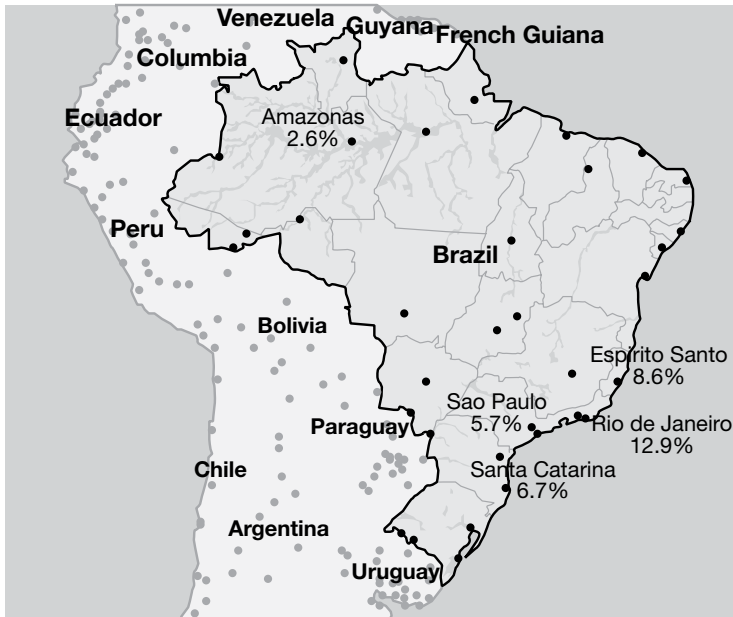 Venezuela
Guyana
French Guiana
Columbia
Ecuador
Amazonas
2.6%
Peru
Brazil
Bolivia
Espirito Santo
8.6%
Sao Paulo
5.7%
Rio de Janeiro
12.9%
Paraguay
Santa Catarina
6.7%
Chile
Argentina
Uruguay